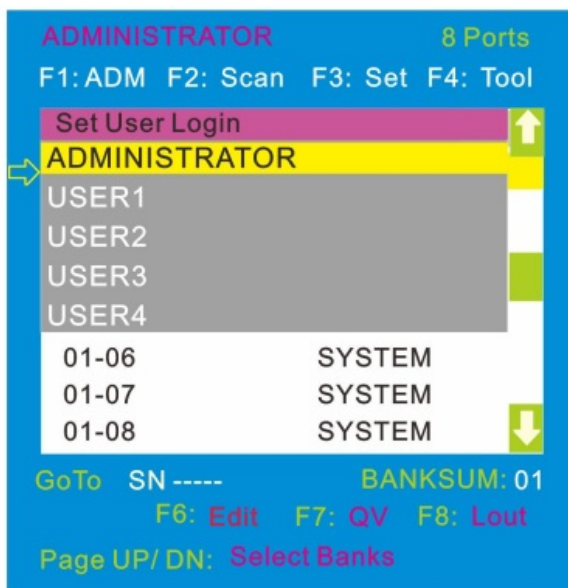 ADMINISTRATOR 8 Ports
F1: ADM F2: Scan F3: Set F4: Tool
Set User Login
ADMINISTRATOR
USER1
USER2
USER3
USER4
01-06 SYSTEM
01-07 SYSTEM
01-08 SYSTEM
GoTo SN ----- BANKSUM: 01
F6: Edit F7: QV F8: Lout
Page UP/ DN: Select Banks